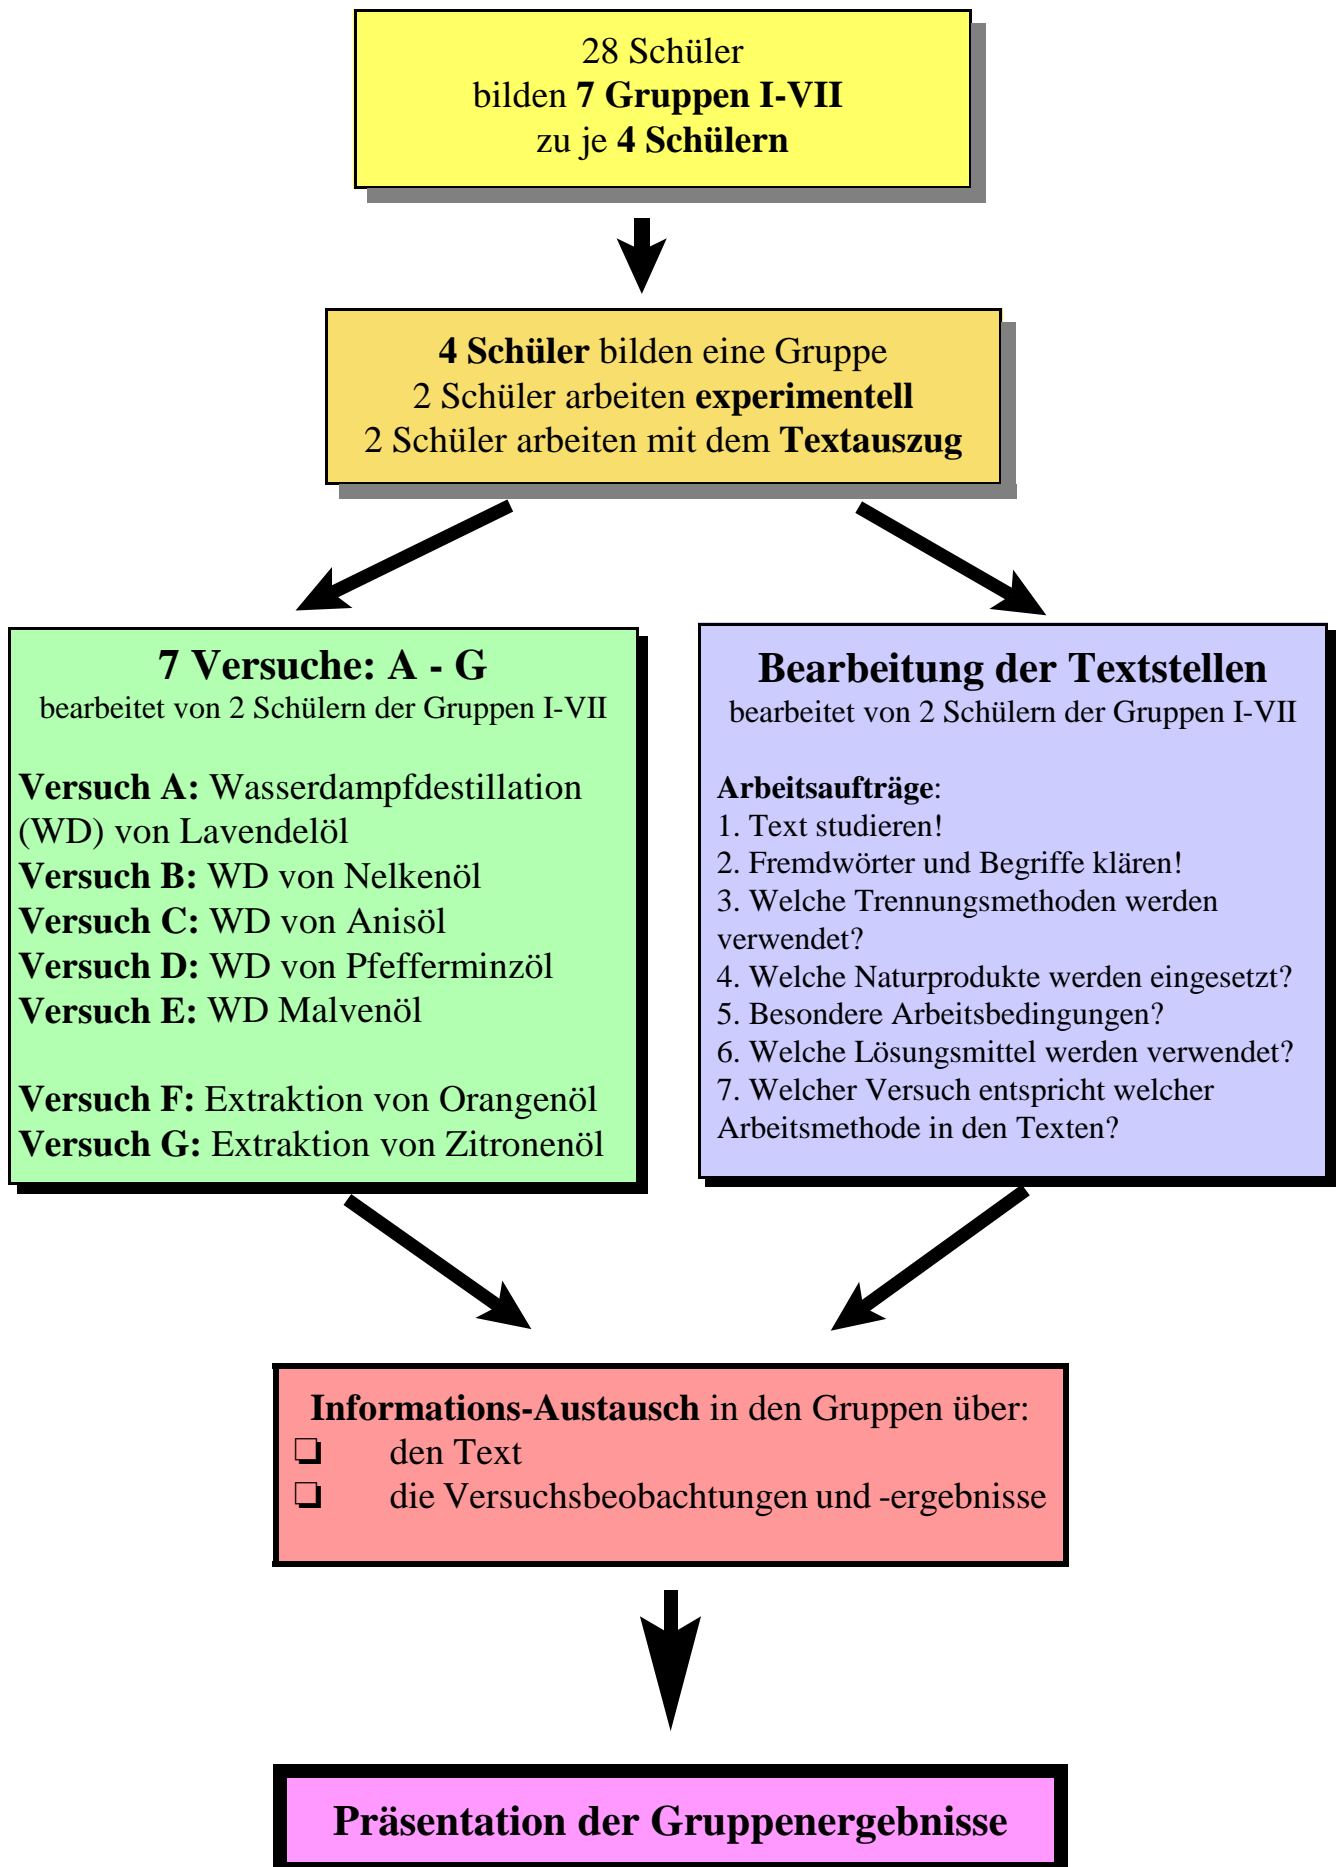 28 Schüler
bilden 7 Gruppen I-VII
zu je 4 Schülern
4 Schüler bilden eine Gruppe
2 Schüler arbeiten experimentell
2 Schüler arbeiten mit dem Textauszug
7 Versuche: A - G
bearbeitet von 2 Schülern der Gruppen I-VII
Versuch A: Wasserdampfdestillation
(WD) von Lavendelöl
Versuch B: WD von Nelkenöl
Versuch C: WD von Anisöl
Versuch D: WD von Pfefferminzöl
Versuch E: WD Malvenöl
Versuch F: Extraktion von Orangenöl
Versuch G: Extraktion von Zitronenöl
Bearbeitung der Textstellen
bearbeitet von 2 Schülern der Gruppen I-VII
Arbeitsaufträge:
1. Text studieren!
2. Fremdwörter und Begriffe klären!
3. Welche Trennungsmethoden werden
verwendet?
4. Welche Naturprodukte werden eingesetzt?
5. Besondere Arbeitsbedingungen?
6. Welche Lösungsmittel werden verwendet?
7. Welcher Versuch entspricht welcher
Arbeitsmethode in den Texten?
Informations-Austausch in den Gruppen über:
❏ den Text
❏ die Versuchsbeobachtungen und -ergebnisse
Präsentation der Gruppenergebnisse